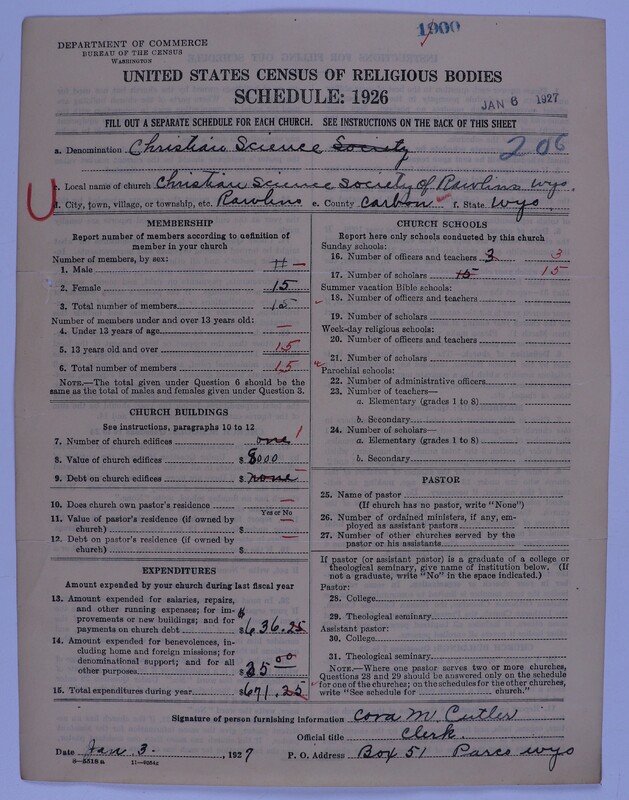 1900
DEPARTMENT OF COMMERCE
BUREAU OF THE CENSUS
WASHINGTON
UNITED STATES CENSUS OF RELIGIOUS BODIES
SCHEDULE: 1926
JAN 6 1927
FILL OUT A SEPARATE SCHEDULE FOR EACH CHURCH. SEE INSTRUCTIONS ON THE BACK OF THIS SHEET
a. Denomination Christian Science Society
206
c. Local name of church Christian Science Society of Rawlins Wyo.
d. City, town, village, or township, etc. Rawlins e. County Carbon f. State Wyo.
MEMBERSHIP
Report number of members according to definition of
member in your church
Number of members, by sex:
1. Male —
2. Female 15
3. Total number of members 15
Number of members under and over 13 years old:
4. Under 13 years of age —
5. 13 years old and over 15
6. Total number of members 15
NOTE.—The total given under Question 6 should be the
same as the total of males and females given under Question 3.
CHURCH BUILDINGS
See instructions, paragraphs 10 to 12
7. Number of church edifices one 1
8. Value of church edifices $ 8000
9. Debt on church edifices $ none —
10. Does church own pastor's residence —
Yes or No
11. Value of pastor's residence (if owned by
church) $ —
12. Debt on pastor's residence (if owned by
church) $ —
EXPENDITURES
Amount expended by your church during last fiscal year
13. Amount expended for salaries, repairs,
and other running expenses; for im-
provements or new buildings; and for
payments on church debt $ 636.25
14. Amount expended for benevolences, in-
cluding home and foreign missions; for
denominational support; and for all
other purposes $ 35 00
15. Total expenditures during year $ 671.25
CHURCH SCHOOLS
Report here only schools conducted by this church
Sunday schools:
16. Number of officers and teachers 3 3
17. Number of scholars 15 15
Summer vacation Bible schools:
18. Number of officers and teachers
19. Number of scholars
Week-day religious schools:
20. Number of officers and teachers
21. Number of scholars
Parochial schools:
22. Number of administrative officers
23. Number of teachers—
a. Elementary (grades 1 to 8)
b. Secondary
24. Number of scholars—
a. Elementary (grades 1 to 8)
b. Secondary
PASTOR
25. Name of pastor
(If church has no pastor, write "None")
26. Number of ordained ministers, if any, em-
ployed as assistant pastors
27. Number of other churches served by the
pastor or his assistants
If pastor (or assistant pastor) is a graduate of a college or
theological seminary, give name of institution below. (If
not a graduate, write "No" in the space indicated.)
Pastor:
28. College
29. Theological seminary
Assistant pastor:
30. College
31. Theological seminary
NOTE.—Where one pastor serves two or more churches,
Questions 28 and 29 should be answered only on the schedule
for one of the churches; on the schedules for the other churches,
write "See schedule for church."
Signature of person furnishing information Cora M Cutler
Official title Clerk.
Date Jan 3. , 1927 P. O. Address Box 51 Parco Wyo
8—5518a 11—9054z